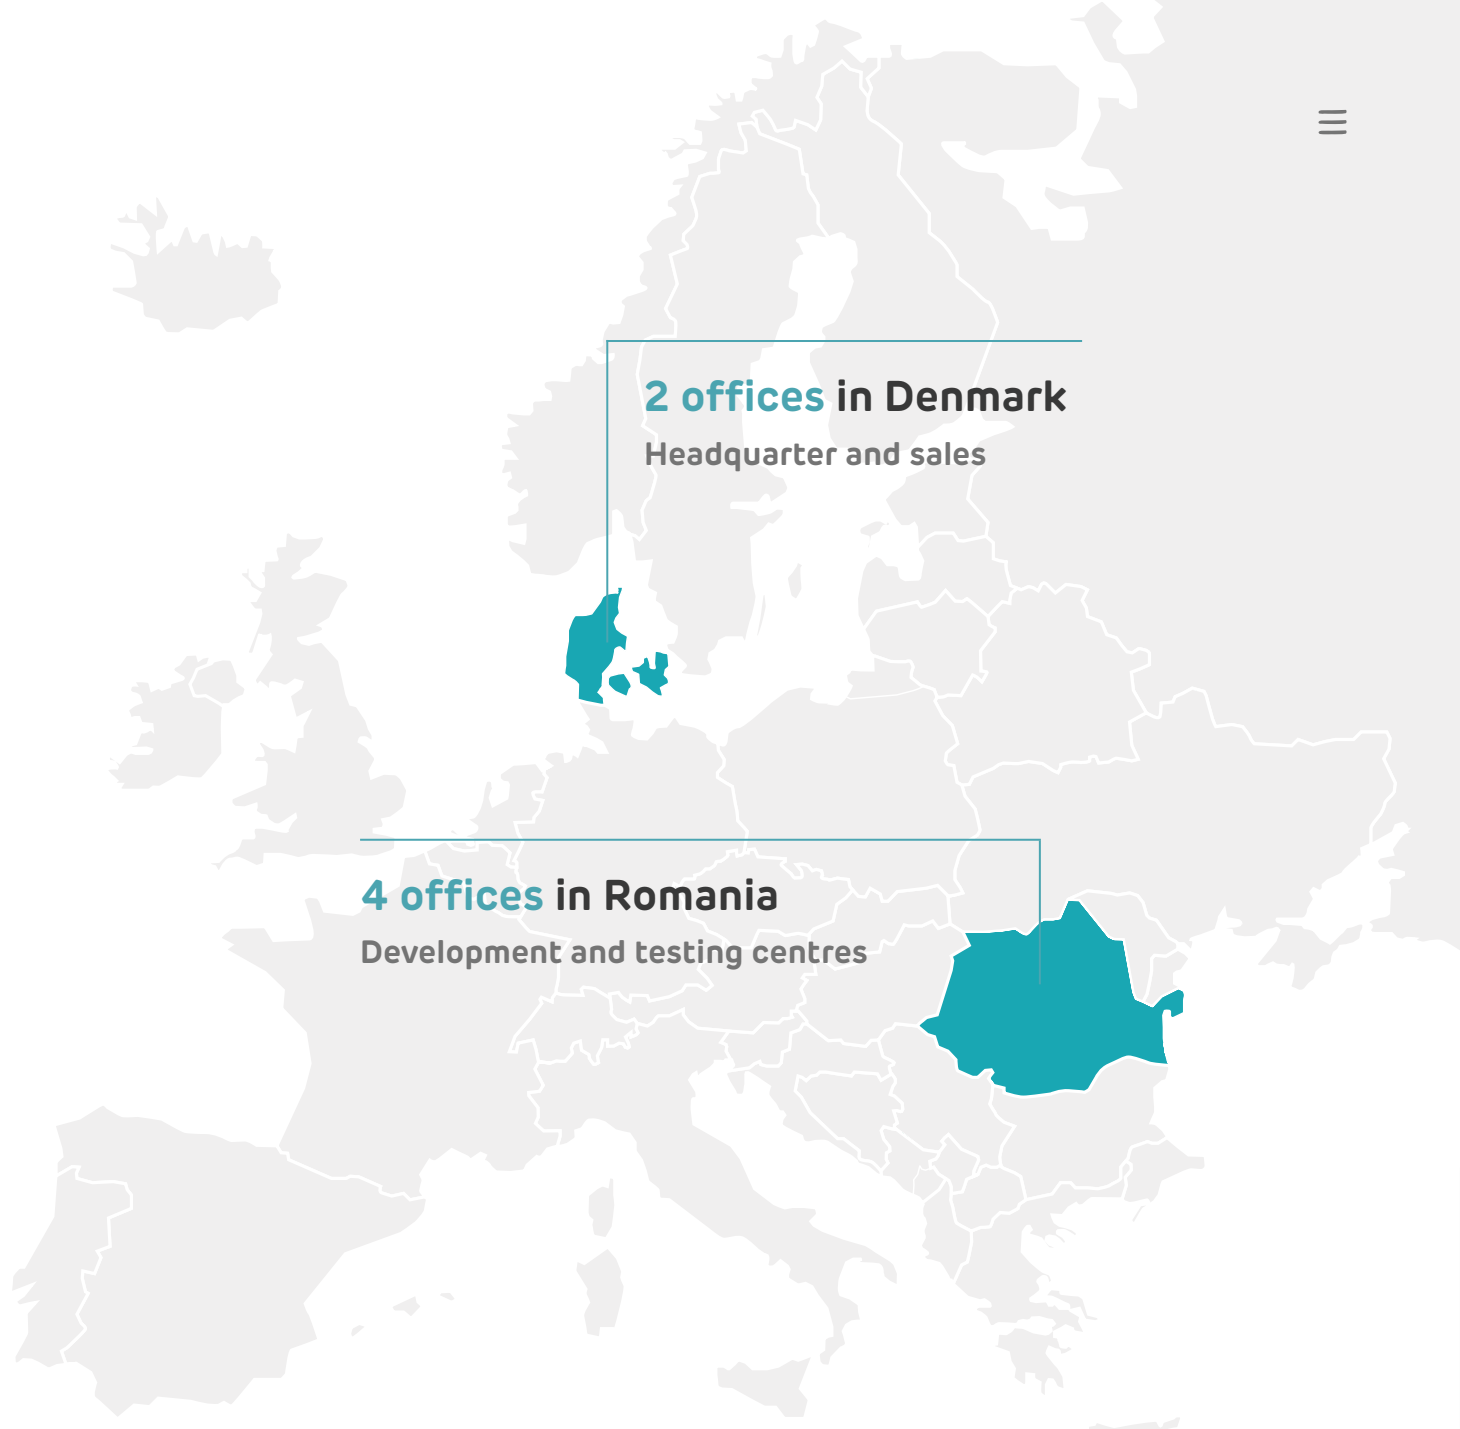 2 offices in Denmark
Headquarter and sales
4 offices in Romania
Development and testing centres